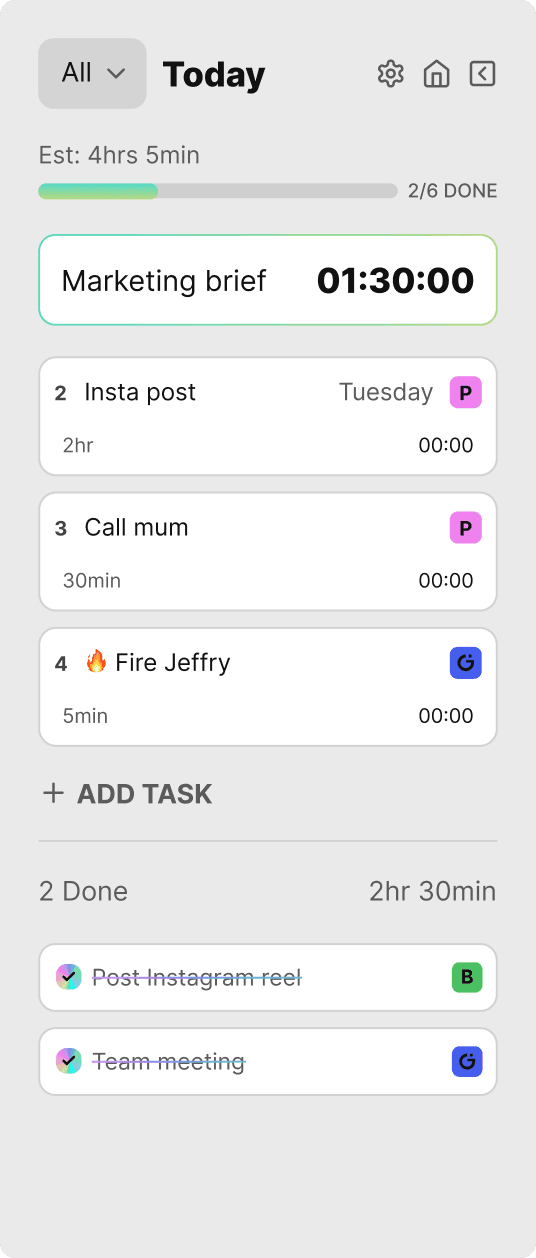 All Today
Est: 4hrs 5min
2/6 DONE
Marketing brief 01:30:00
2 Insta post Tuesday P
2hr 00:00
3 Call mum P
30min 00:00
4 🔥 Fire Jeffry G
5min 00:00
+ ADD TASK
2 Done 2hr 30min
Post Instagram reel B
Team meeting G